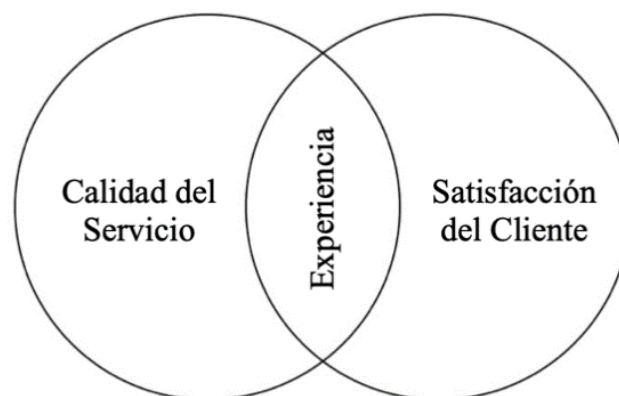 Calidad del
Servicio
Experiencia
Satisfacción
del Cliente